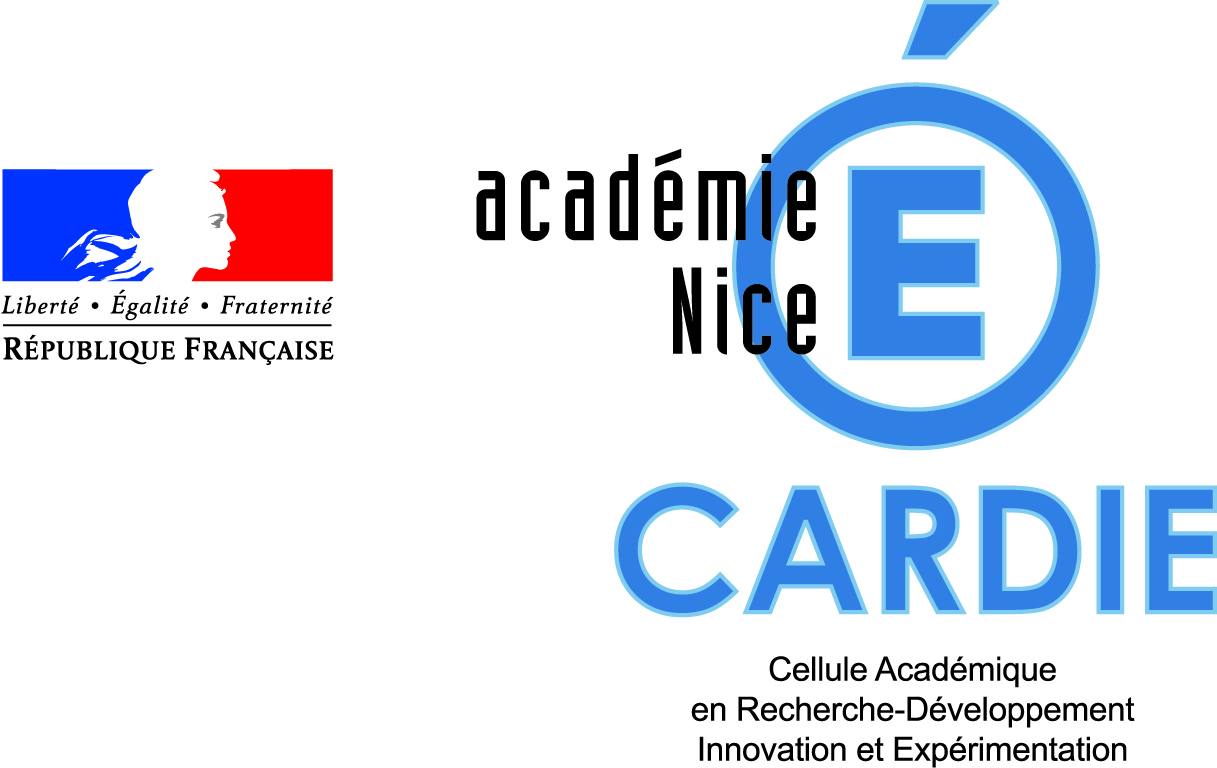 Liberté • Égalité • Fraternité
RÉPUBLIQUE FRANÇAISE
académie
Nice
É
CARDIE
Cellule Académique
en Recherche-Développement
Innovation et Expérimentation